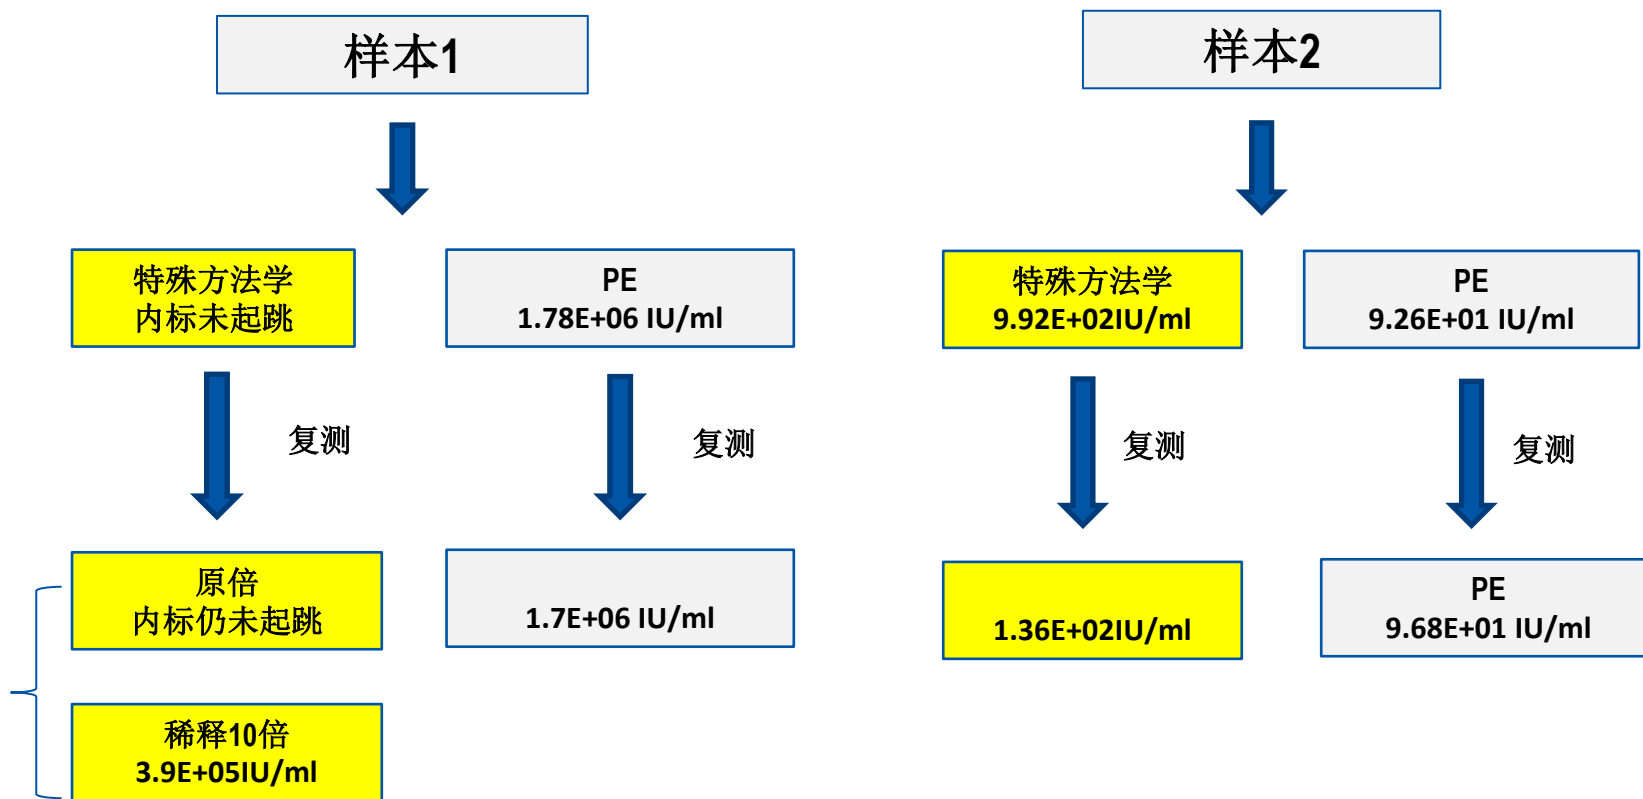 样本1
样本2
特殊方法学
内标未起跳
PE
1.78E+06 IU/ml
特殊方法学
9.92E+02IU/ml
PE
9.26E+01 IU/ml
复测
复测
复测
复测
原倍
内标仍未起跳
1.7E+06 IU/ml
1.36E+02IU/ml
PE
9.68E+01 IU/ml
稀释10倍
3.9E+05IU/ml